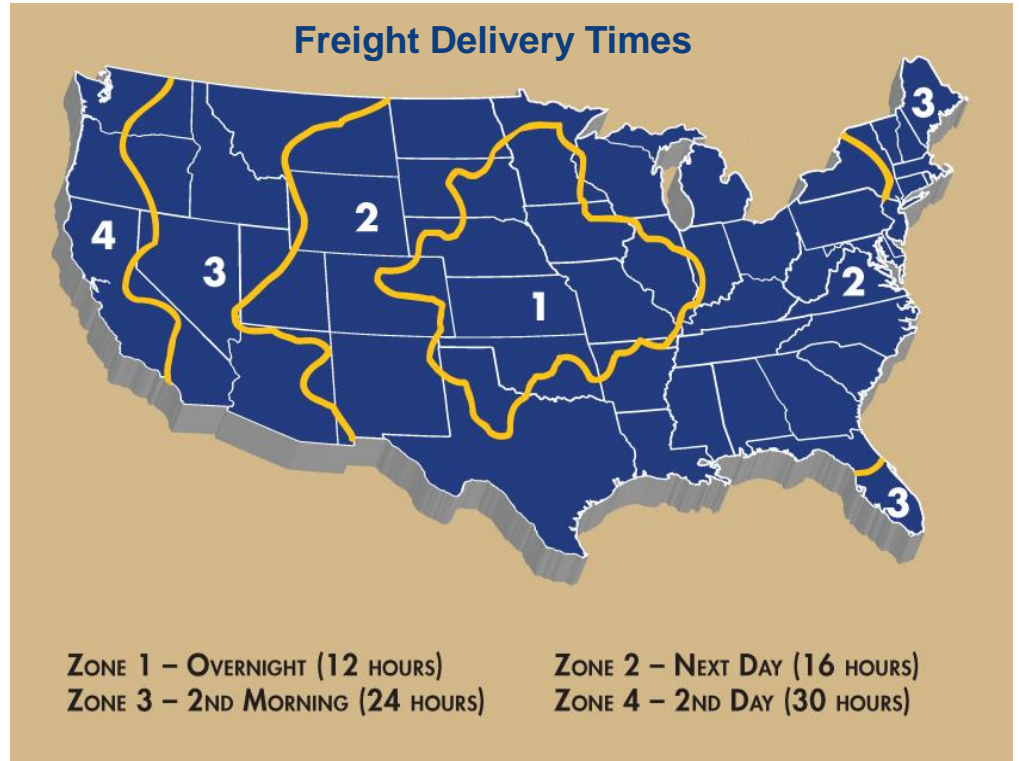 Freight Delivery Times
3
2
4
3
2
1
3
Zone 1 – Overnight (12 hours)
Zone 2 – Next Day (16 hours)
Zone 3 – 2nd Morning (24 hours)
Zone 4 – 2nd Day (30 hours)